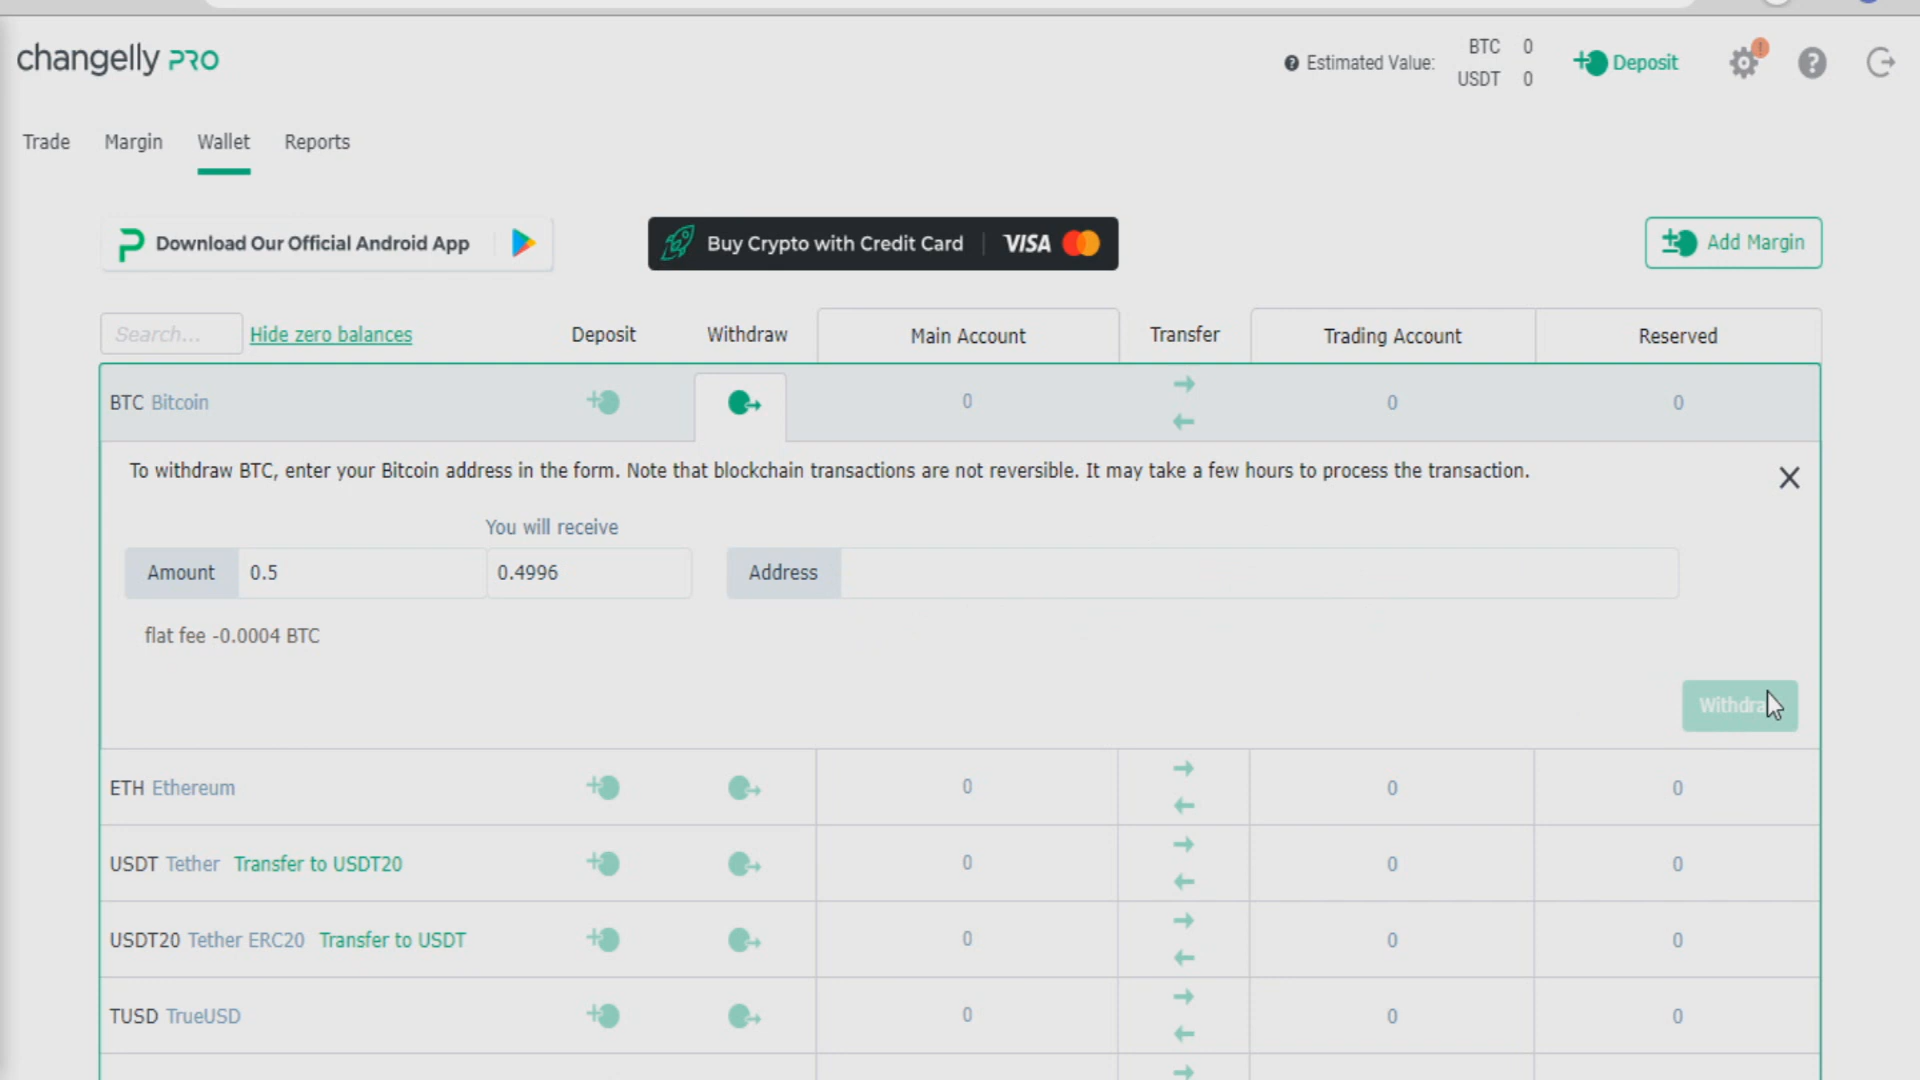 changelly PRO
Estimated Value:
BTC 0
USDT 0
Deposit
Trade Margin Wallet Reports
Download Our Official Android App
Buy Crypto with Credit Card VISA
Add Margin
Search... Hide zero balances Deposit Withdraw Main Account Transfer Trading Account Reserved
BTC Bitcoin 0 0 0
To withdraw BTC, enter your Bitcoin address in the form. Note that blockchain transactions are not reversible. It may take a few hours to process the transaction.
You will receive
Amount 0.5 0.4996 Address
flat fee -0.0004 BTC
Withdraw
ETH Ethereum 0 0 0
USDT Tether Transfer to USDT20 0 0 0
USDT20 Tether ERC20 Transfer to USDT 0 0 0
TUSD TrueUSD 0 0 0